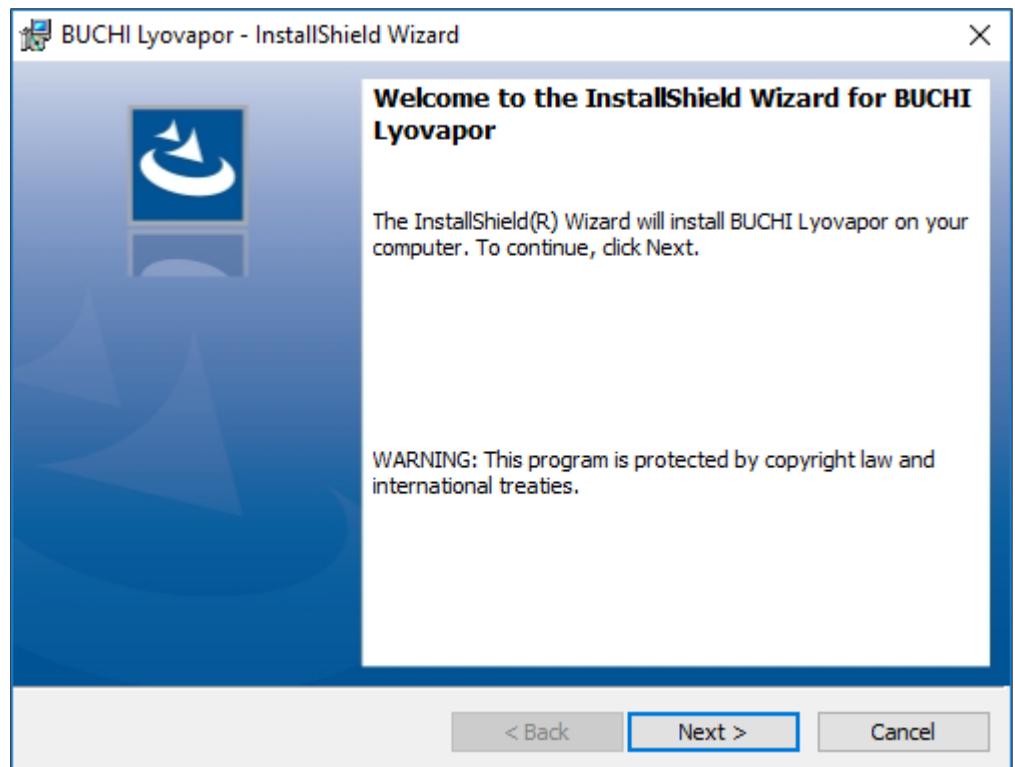 BUCHI Lyovapor - InstallShield Wizard
Welcome to the InstallShield Wizard for BUCHI
Lyovapor
The InstallShield(R) Wizard will install BUCHI Lyovapor on your
computer. To continue, click Next.
WARNING: This program is protected by copyright law and
international treaties.
< Back
Next >
Cancel